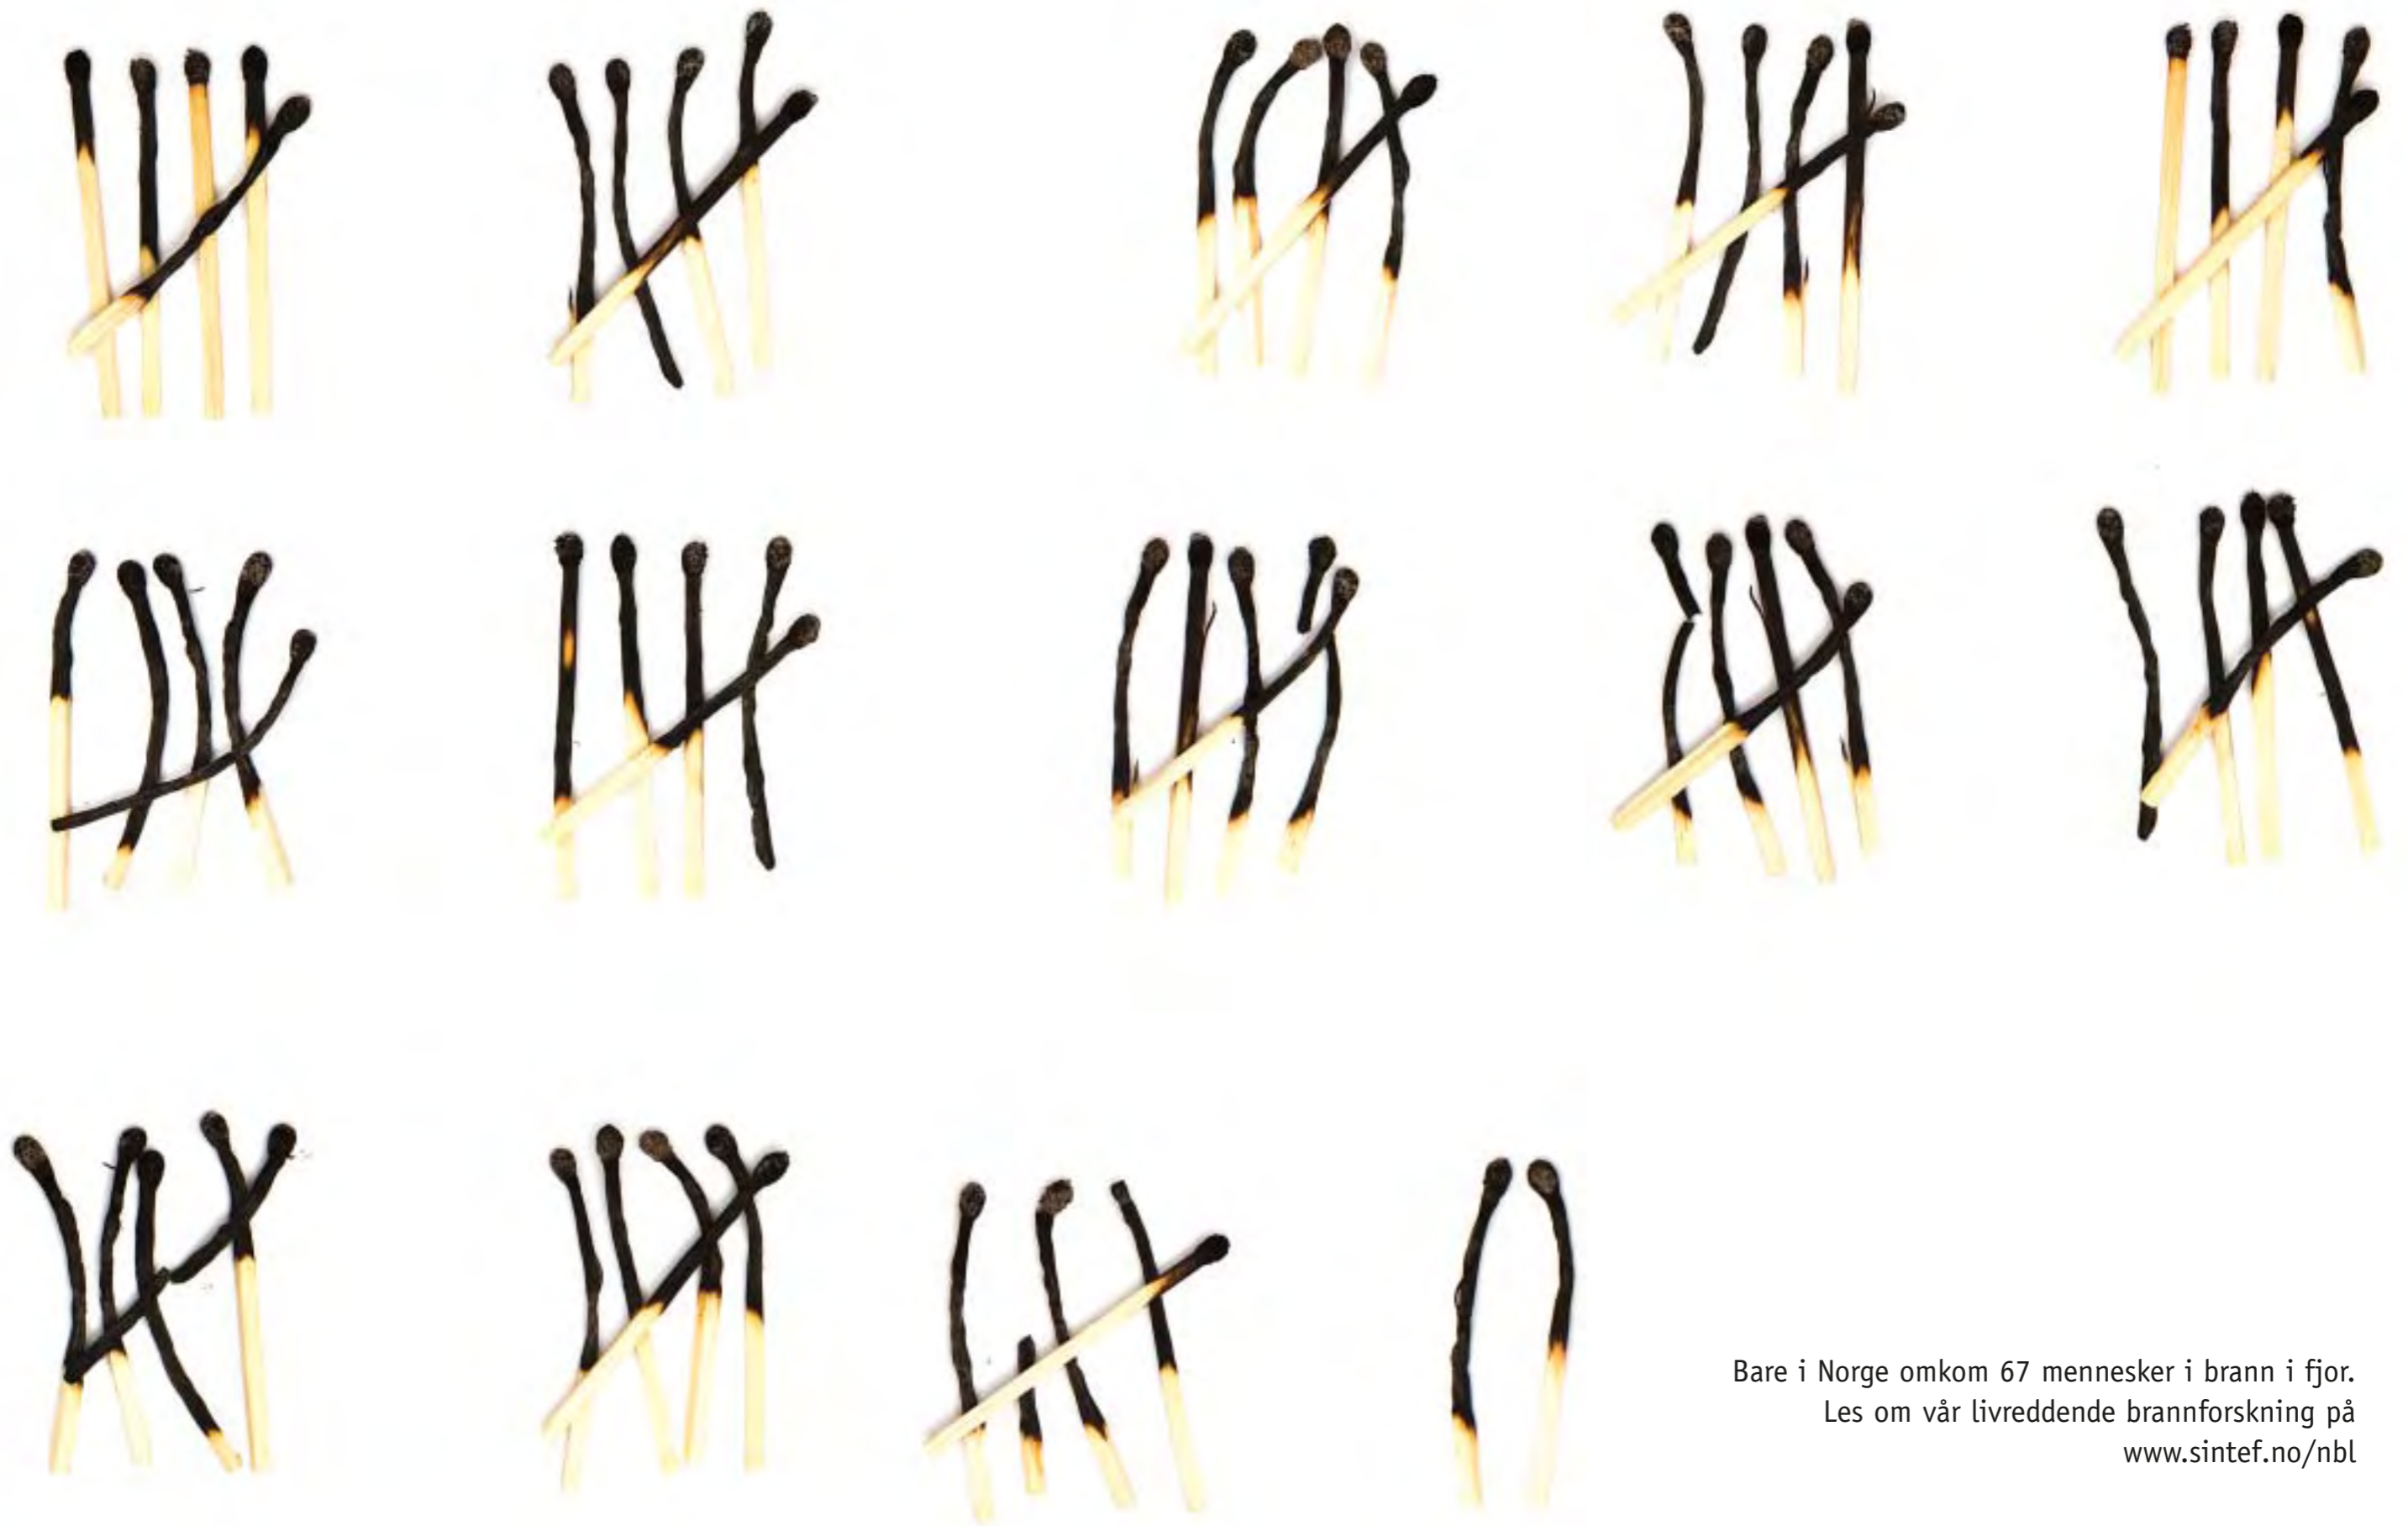 Bare i Norge omkom 67 mennesker i brann i fjor.
Les om vår livreddende brannforskning på
www.sintef.no/nbl